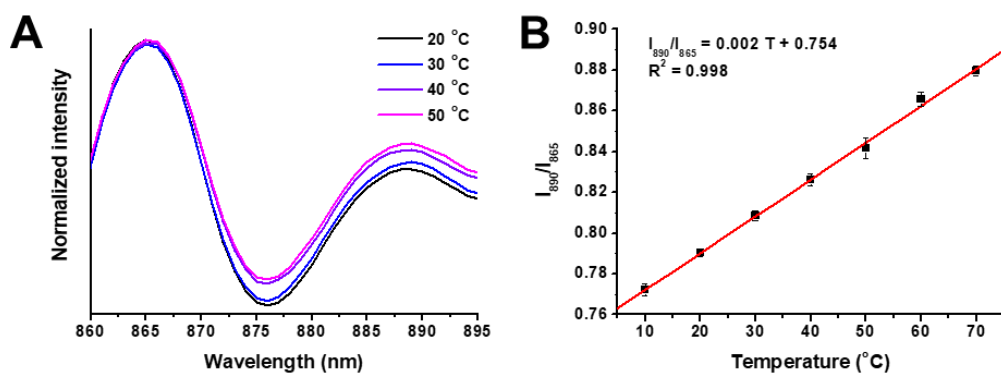 A
20 °C
30 °C
40 °C
50 °C
Normalized intensity
860 865 870 875 880 885 890 895
Wavelength (nm)
B
I890/I865 = 0.002 T + 0.754
R2 = 0.998
0.90
0.88
0.86
0.84
0.82
0.80
0.78
0.76
I890/I865
10 20 30 40 50 60 70
Temperature (°C)